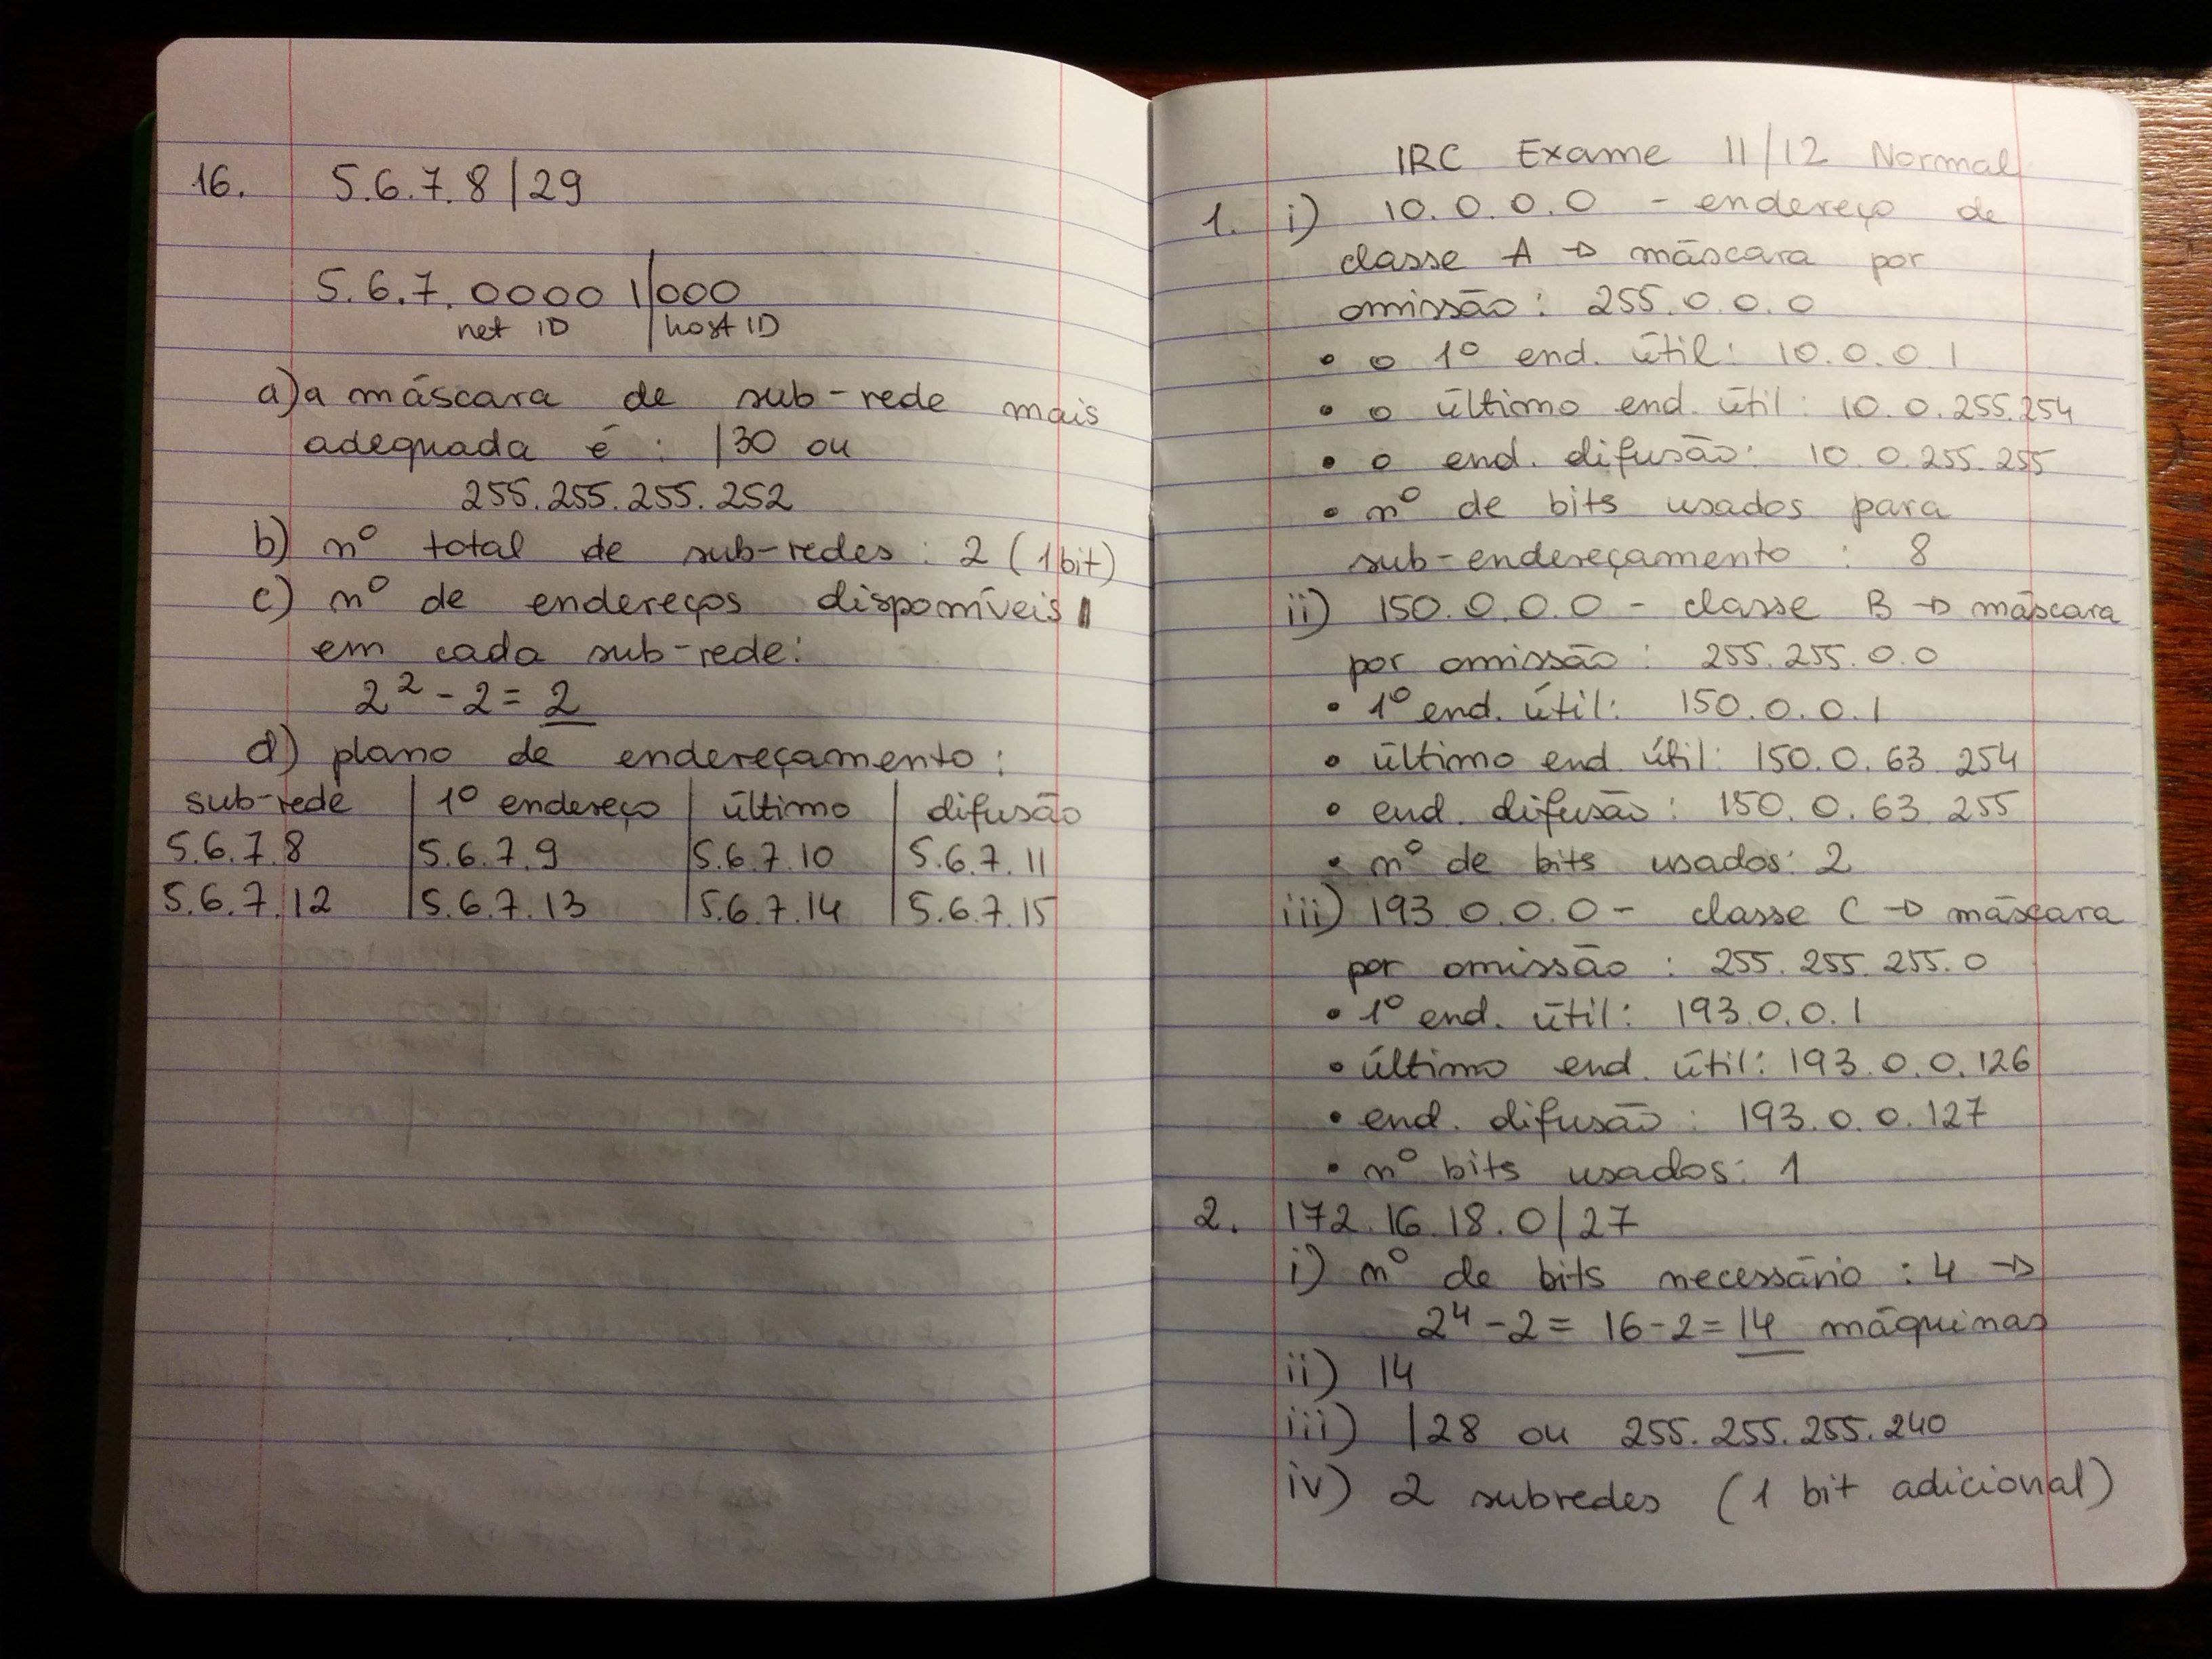 16. 5.6.7.8/29
5.6.7.0000 1|000
net ID | host ID
a) a máscara de sub-rede mais
adequada é : /30 ou
255.255.255.252
b) nº total de sub-redes : 2 (1 bit)
c) nº de endereços disponíveis
em cada sub-rede:
2² - 2 = 2
d) plano de endereçamento :
sub-rede | 1º endereço | último | difusão
5.6.7.8 | 5.6.7.9 | 5.6.7.10 | 5.6.7.11
5.6.7.12 | 5.6.7.13 | 5.6.7.14 | 5.6.7.15
IRC Exame 11/12 Normal
1. i) 10.0.0.0 - endereço de
classe A → máscara por
omissão : 255.0.0.0
• o 1º end. útil: 10.0.0.1
• o último end. útil: 10.0.255.254
• o end. difusão: 10.0.255.255
• nº de bits usados para
sub-endereçamento : 8
ii) 150.0.0.0 - classe B → máscara
por omissão : 255.255.0.0
• 1º end. útil: 150.0.0.1
• último end. útil: 150.0.63.254
• end. difusão : 150.0.63.255
• nº de bits usados: 2
iii) 193.0.0.0 - classe C → máscara
por omissão : 255.255.255.0
• 1º end. útil: 193.0.0.1
• último end. útil: 193.0.0.126
• end. difusão : 193.0.0.127
• nº bits usados: 1
2. 172.16.18.0/27
i) nº de bits necessário : 4 →
2⁴ - 2 = 16 - 2 = 14 máquinas
ii) 14
iii) /28 ou 255.255.255.240
iv) 2 subredes (1 bit adicional)